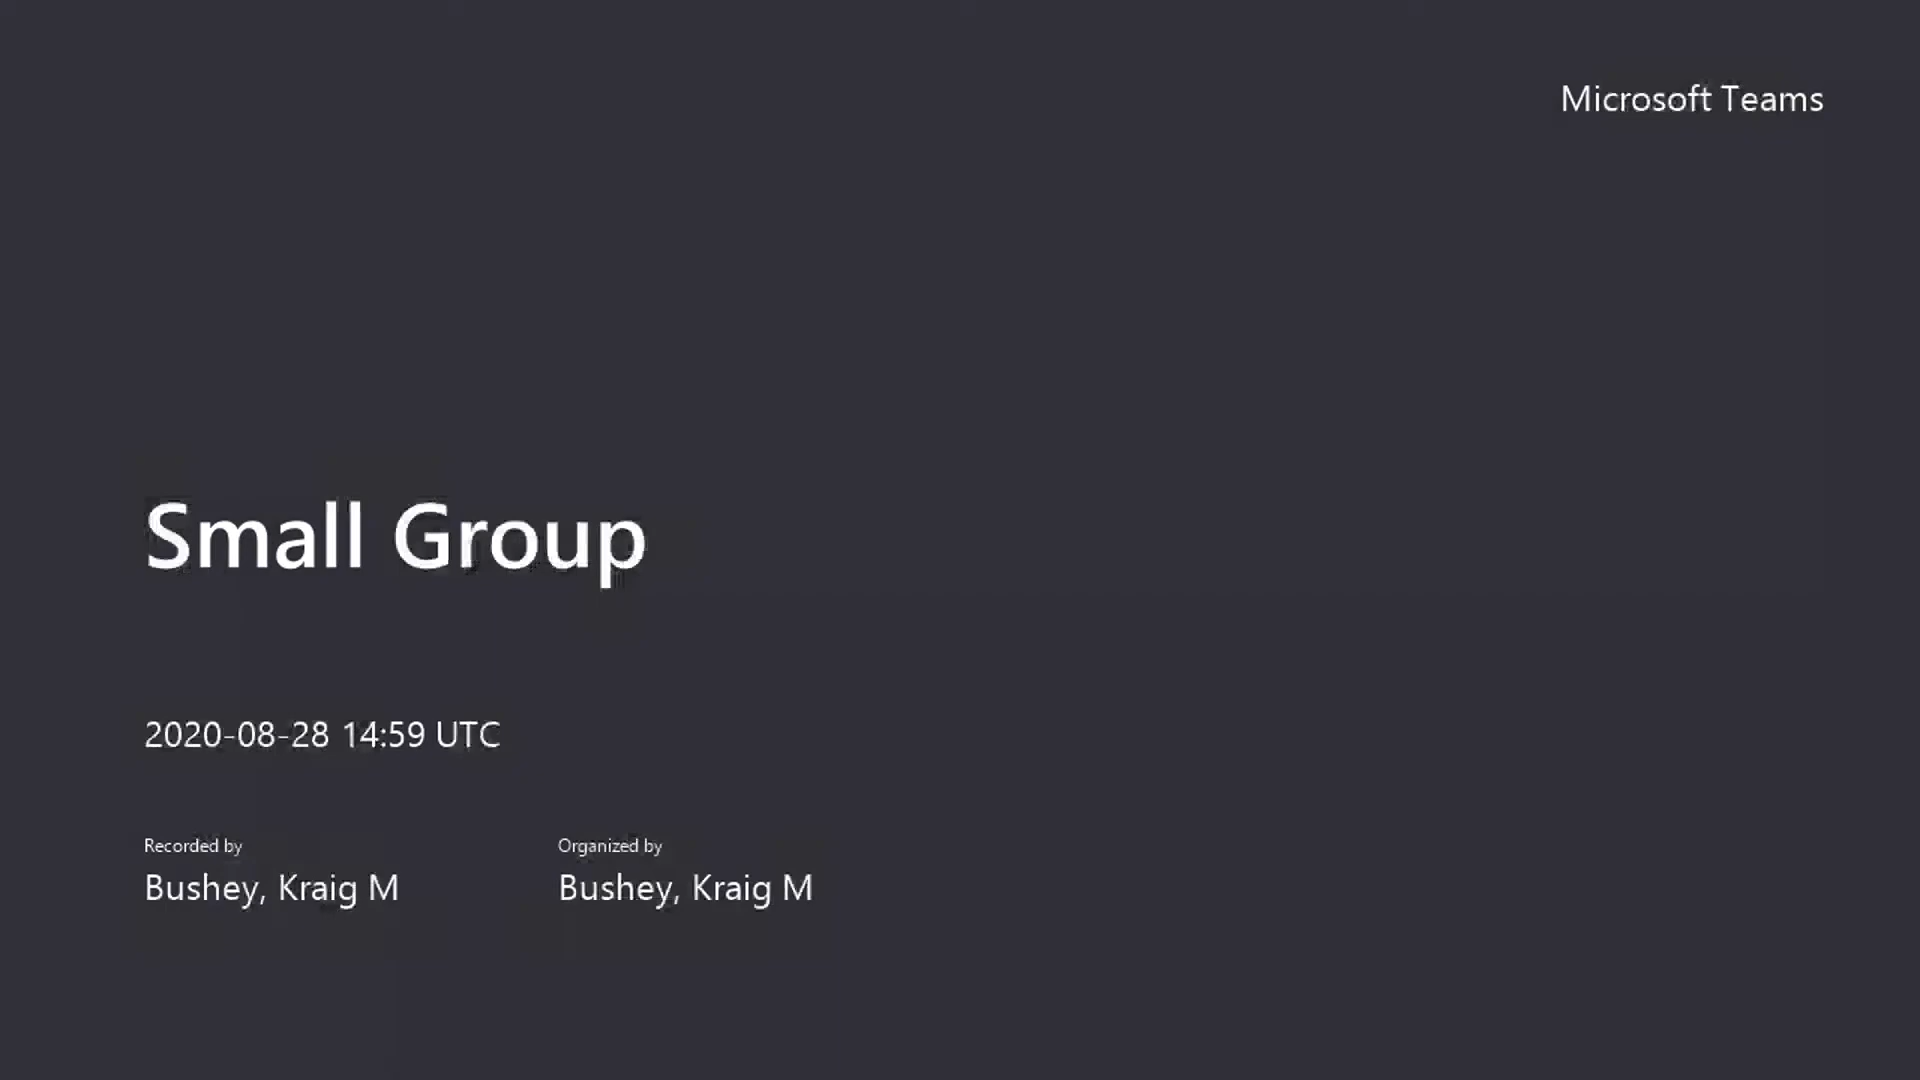 Microsoft Teams
Small Group
2020-08-28 14:59 UTC
Recorded by
Bushey, Kraig M
Organized by
Bushey, Kraig M